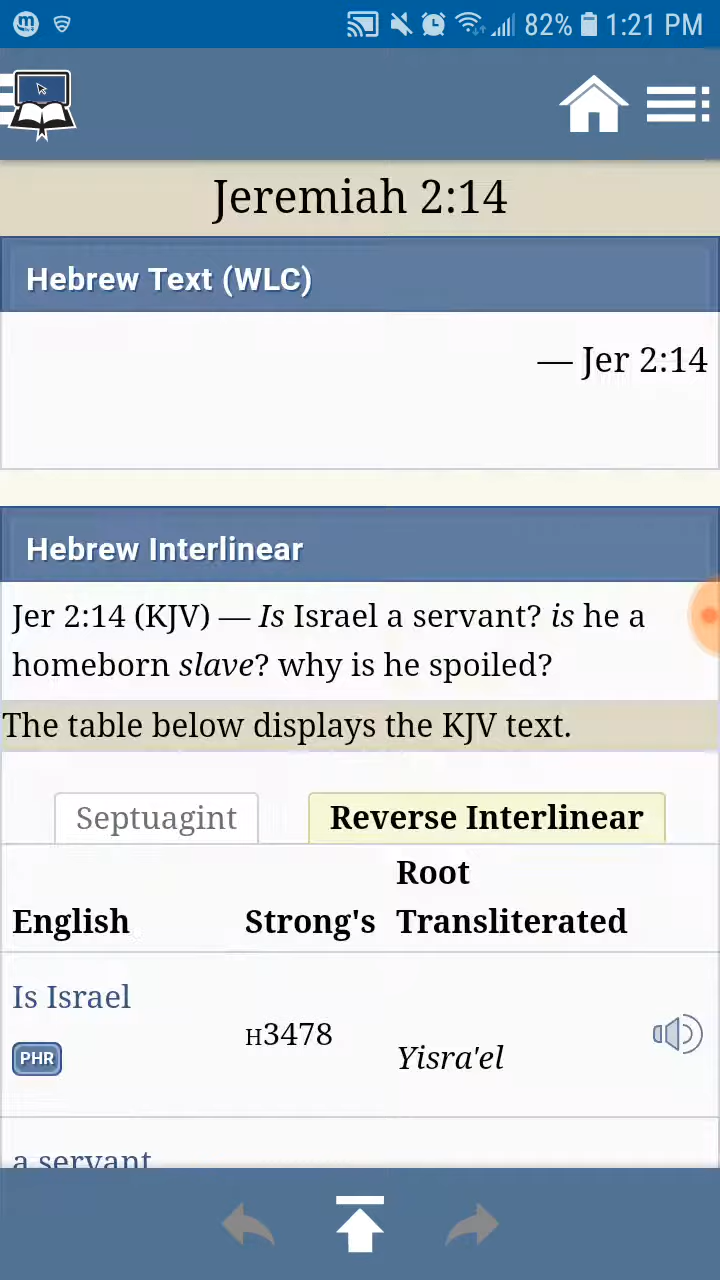 82% 1:21 PM
Jeremiah 2:14
Hebrew Text (WLC)
— Jer 2:14
Hebrew Interlinear
Jer 2:14 (KJV) — Is Israel a servant? is he a
homeborn slave? why is he spoiled?
The table below displays the KJV text.
Septuagint Reverse Interlinear
English Strong's Root
Transliterated
Is Israel
PHR
H3478 Yisra'el
a servant